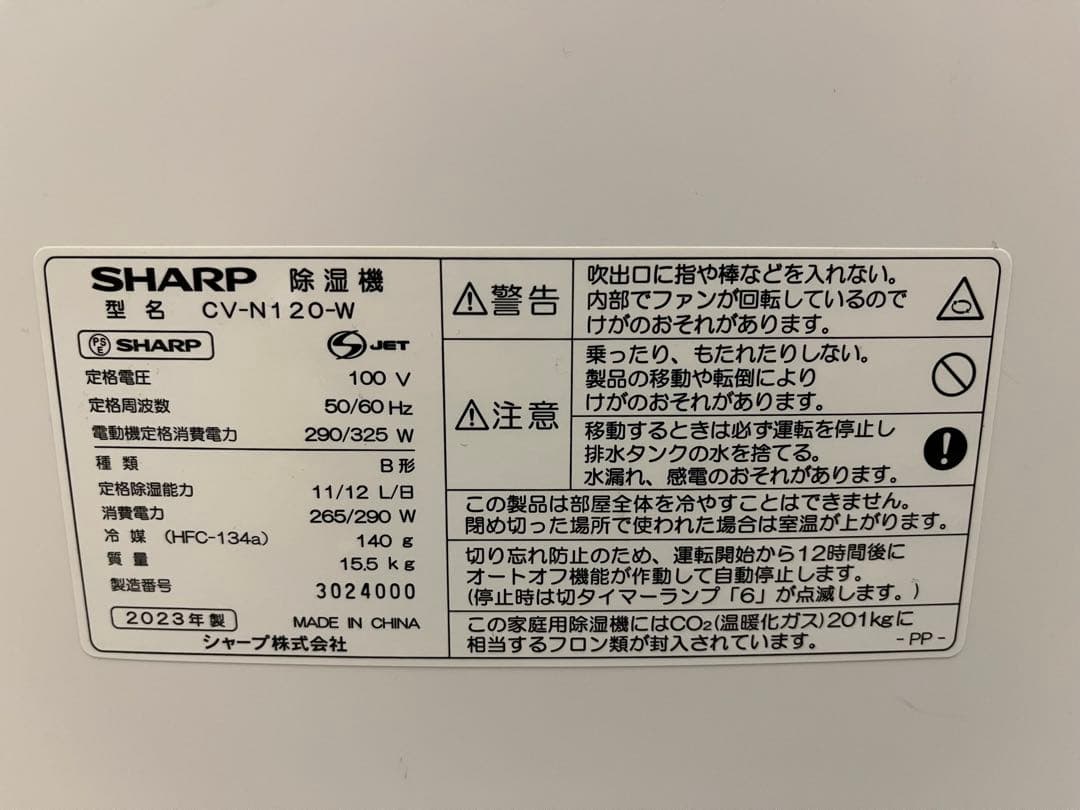 SHARP 除湿機
型名 CV-N120-W
PSE SHARP JET
定格電圧 100 V
定格周波数 50/60 Hz
電動機定格消費電力 290/325 W
種類 B形
定格除湿能力 11/12 L/日
消費電力 265/290 W
冷媒 (HFC-134a) 140 g
質量 15.5 kg
製造番号 3024000
2023年製 MADE IN CHINA
シャープ株式会社
警告
吹出口に指や棒などを入れない。
内部でファンが回転しているので
けがのおそれがあります。
注意
乗ったり、もたれたりしない。
製品の移動や転倒により
けがのおそれがあります。
移動するときは必ず運転を停止し
排水タンクの水を捨てる。
水漏れ、感電のおそれがあります。
この製品は部屋全体を冷やすことはできません。
閉め切った場所で使われた場合は室温が上がります。
切り忘れ防止のため、運転開始から12時間後に
オートオフ機能が作動して自動停止します。
(停止時は切タイマーランプ「6」が点滅します。)
この家庭用除湿機にはCO₂(温暖化ガス)201kgに
相当するフロン類が封入されています。 -PP-